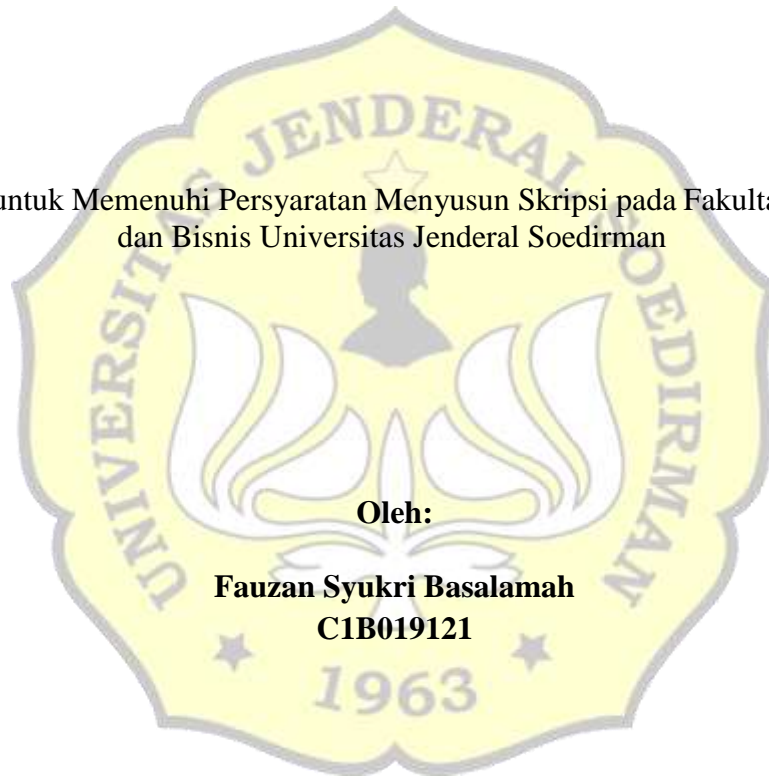 UNIVERSITAS JENDERAL SOEDIRMAN
untuk Memenuhi Persyaratan Menyusun Skripsi pada
dan Bisnis Universitas Jenderal Soedirman
Oleh:
Fauzan Syukri Basalamah
C1B019121
1963